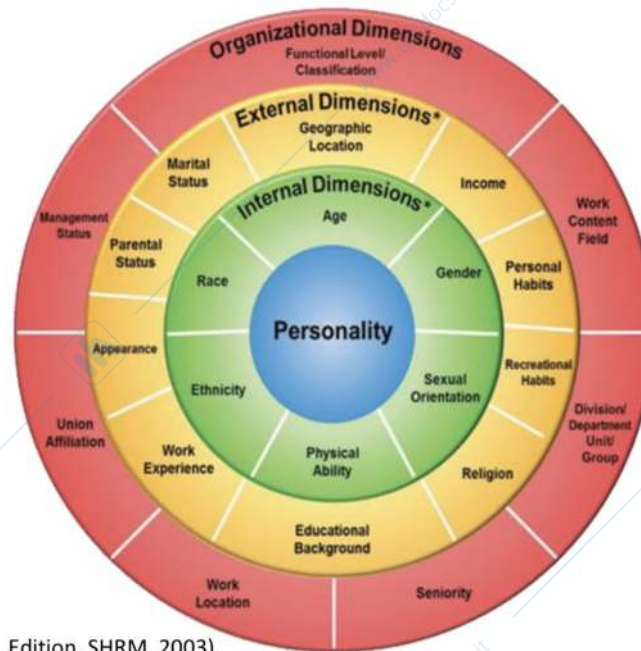 Organizational Dimensions
Functional Level/
Classification
External Dimensions*
Geographic
Location
Marital
Status
Income
Internal Dimensions*
Age
Work
Content
Field
Management
Status
Parental
Status
Race
Gender
Personal
Habits
Personality
Appearance
Recreational
Habits
Ethnicity
Sexual
Orientation
Union
Affiliation
Division/
Department
Unit/
Group
Work
Experience
Physical
Ability
Religion
Educational
Background
Work
Location
Seniority
Edition, SHRM, 2003)